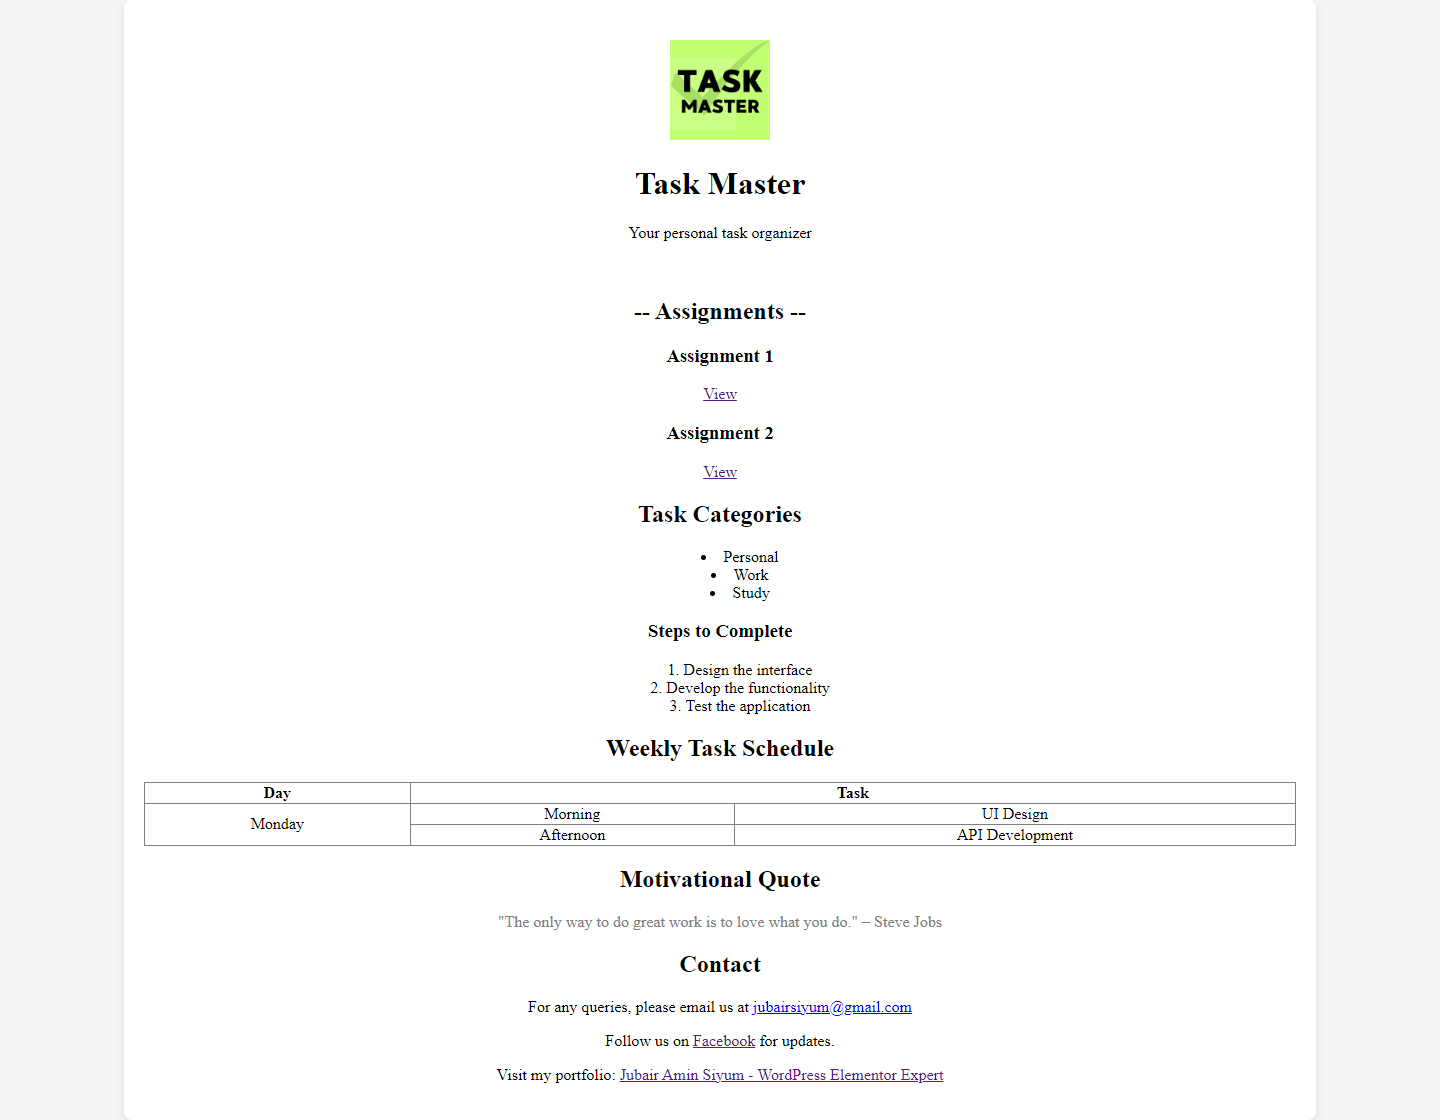 TASK
MASTER
Task Master
Your personal task organizer
-- Assignments --
Assignment 1
View
Assignment 2
View
Task Categories
• Personal
• Work
• Study
Steps to Complete
1. Design the interface
2. Develop the functionality
3. Test the application
Weekly Task Schedule
Day Task
Monday Morning UI Design
Afternoon API Development
Motivational Quote
"The only way to do great work is to love what you do." – Steve Jobs
Contact
For any queries, please email us at jubairsiyum@gmail.com
Follow us on Facebook for updates.
Visit my portfolio: Jubair Amin Siyum - WordPress Elementor Expert